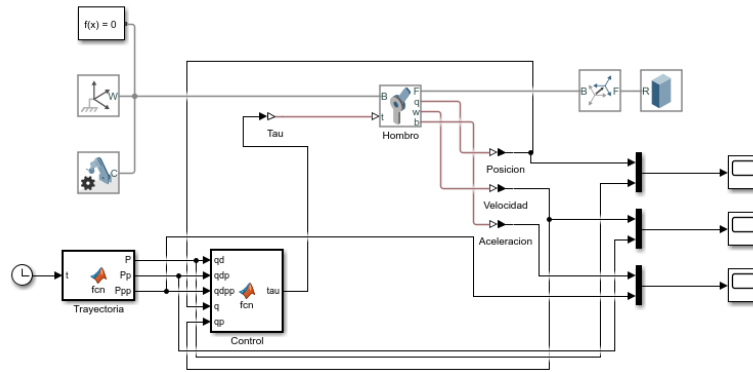 f(x) = 0
W
C
B
t
F
q
w
b
Hombro
Tau
B
F
R
Posicion
Velocidad
Aceleracion
t
fcn
P
Pp
Ppp
Trayectoria
qd
qdp
qdpp
q
qp
fcn
tau
Control